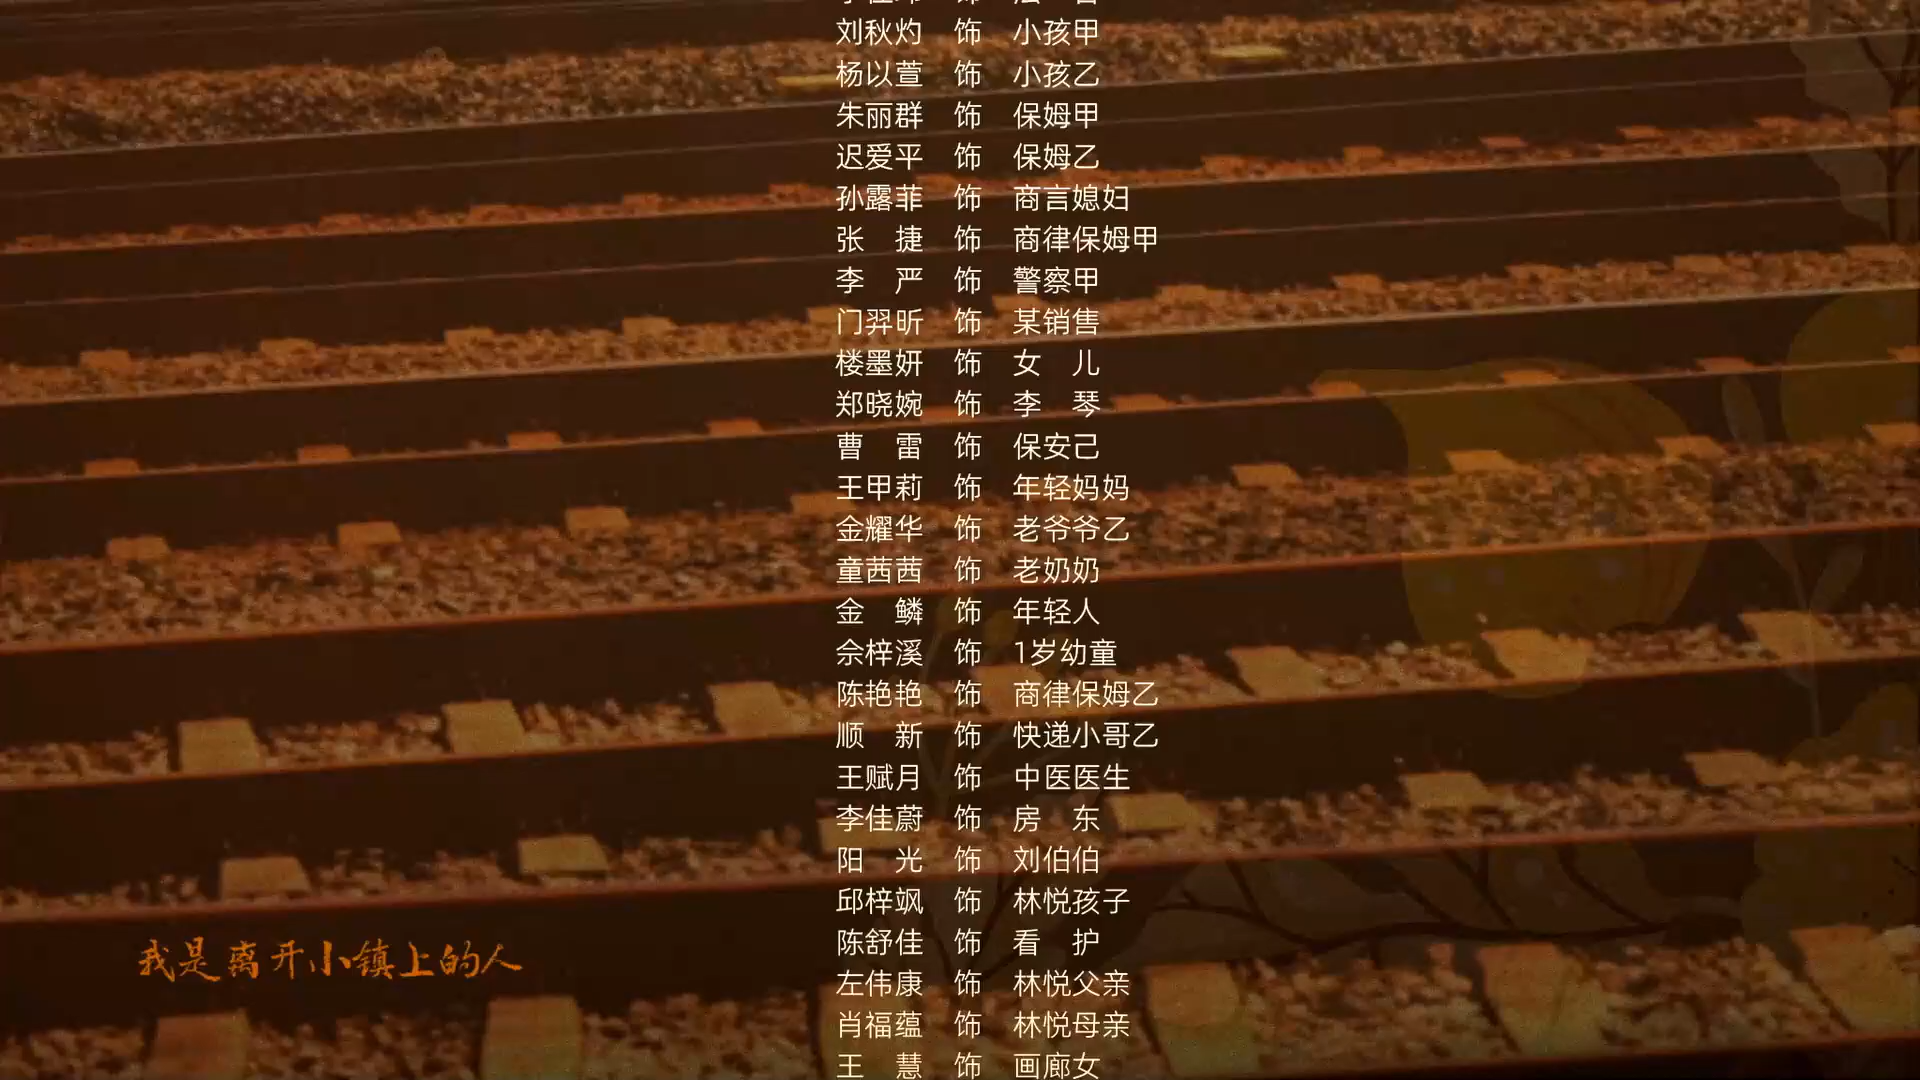 刘秋灼 饰 小孩甲
杨以萱 饰 小孩乙
朱丽群 饰 保姆甲
迟爱平 饰 保姆乙
孙露菲 饰 商言媳妇
张 捷 饰 商律保姆甲
李 严 饰 警察甲
门羿昕 饰 某销售
楼墨妍 饰 女 儿
郑晓婉 饰 李 琴
曹 雷 饰 保安己
王甲莉 饰 年轻妈妈
金耀华 饰 老爷爷乙
童茜茜 饰 老奶奶
金 鳞 饰 年轻人
佘梓溪 饰 1岁幼童
陈艳艳 饰 商律保姆乙
顺 新 饰 快递小哥乙
王赋月 饰 中医医生
李佳蔚 饰 房 东
阳 光 饰 刘伯伯
邱梓飒 饰 林悦孩子
陈舒佳 饰 看 护
左伟康 饰 林悦父亲
肖福蕴 饰 林悦母亲
王 慧 饰 画廊女
我是离开小镇上的人